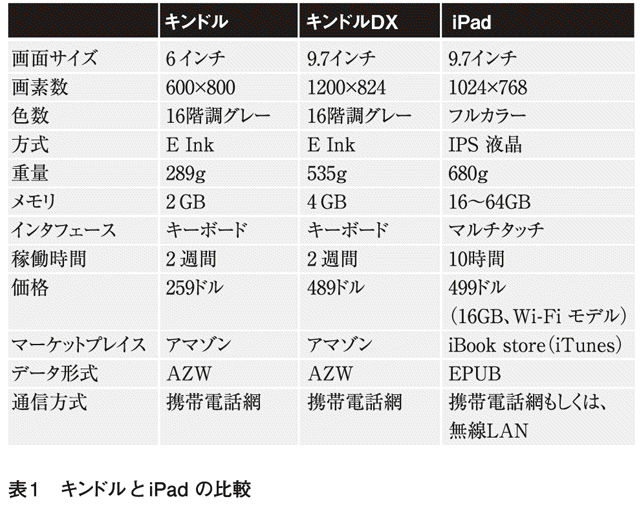 キンドル キンドルDX iPad
画面サイズ 6インチ 9.7インチ 9.7インチ
画素数 600×800 1200×824 1024×768
色数 16階調グレー 16階調グレー フルカラー
方式 E Ink E Ink IPS 液晶
重量 289g 535g 680g
メモリ 2GB 4GB 16〜64GB
インタフェース キーボード キーボード マルチタッチ
稼働時間 2週間 2週間 10時間
価格 259ドル 489ドル 499ドル
（16GB、Wi-Fi モデル）
マーケットプレイス アマゾン アマゾン iBook store（iTunes）
データ形式 AZW AZW EPUB
通信方式 携帯電話網 携帯電話網 携帯電話網もしくは、
無線LAN
表1 キンドルとiPad の比較